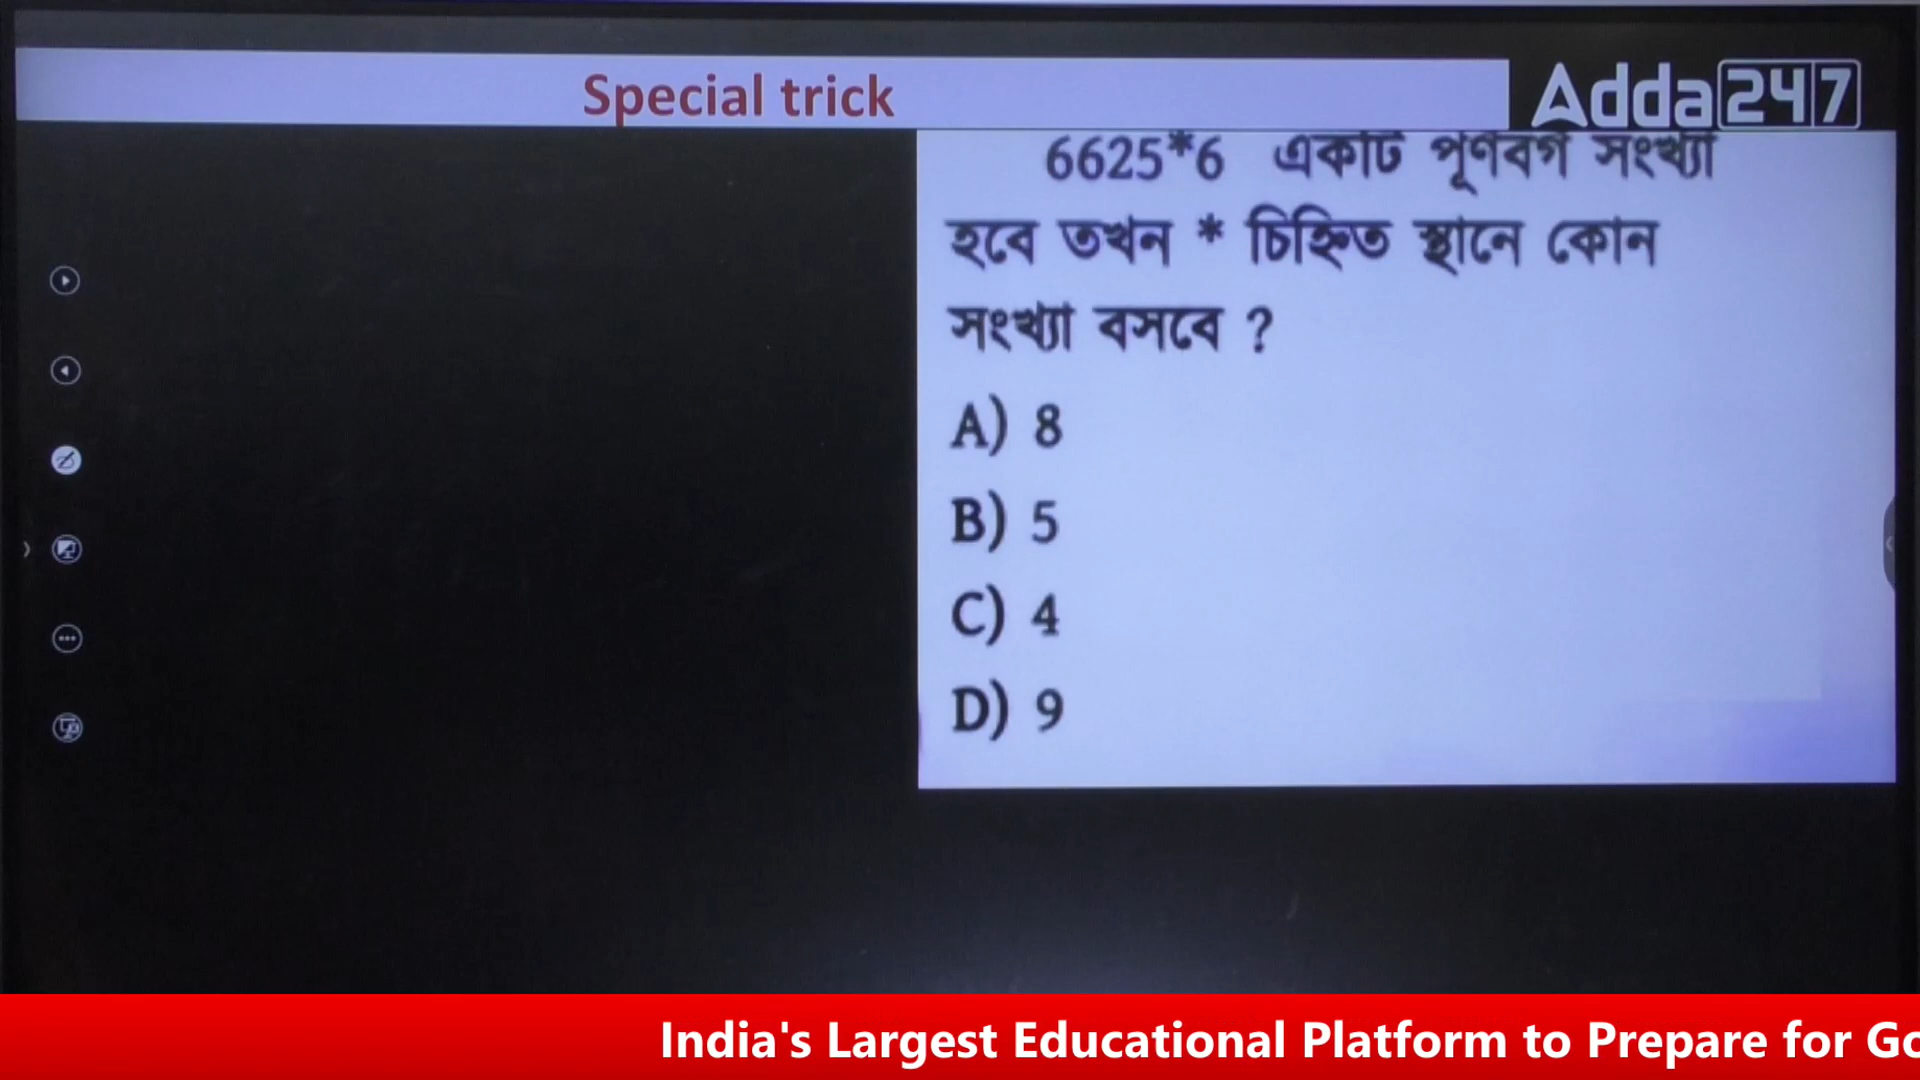 Special trick
Adda247
6625*6 একটি পূর্ণবর্গ সংখ্যা
হবে তখন * চিহ্নিত স্থানে কোন
সংখ্যা বসবে ?
A) 8
B) 5
C) 4
D) 9
India's Largest Educational Platform to Prepare for Go